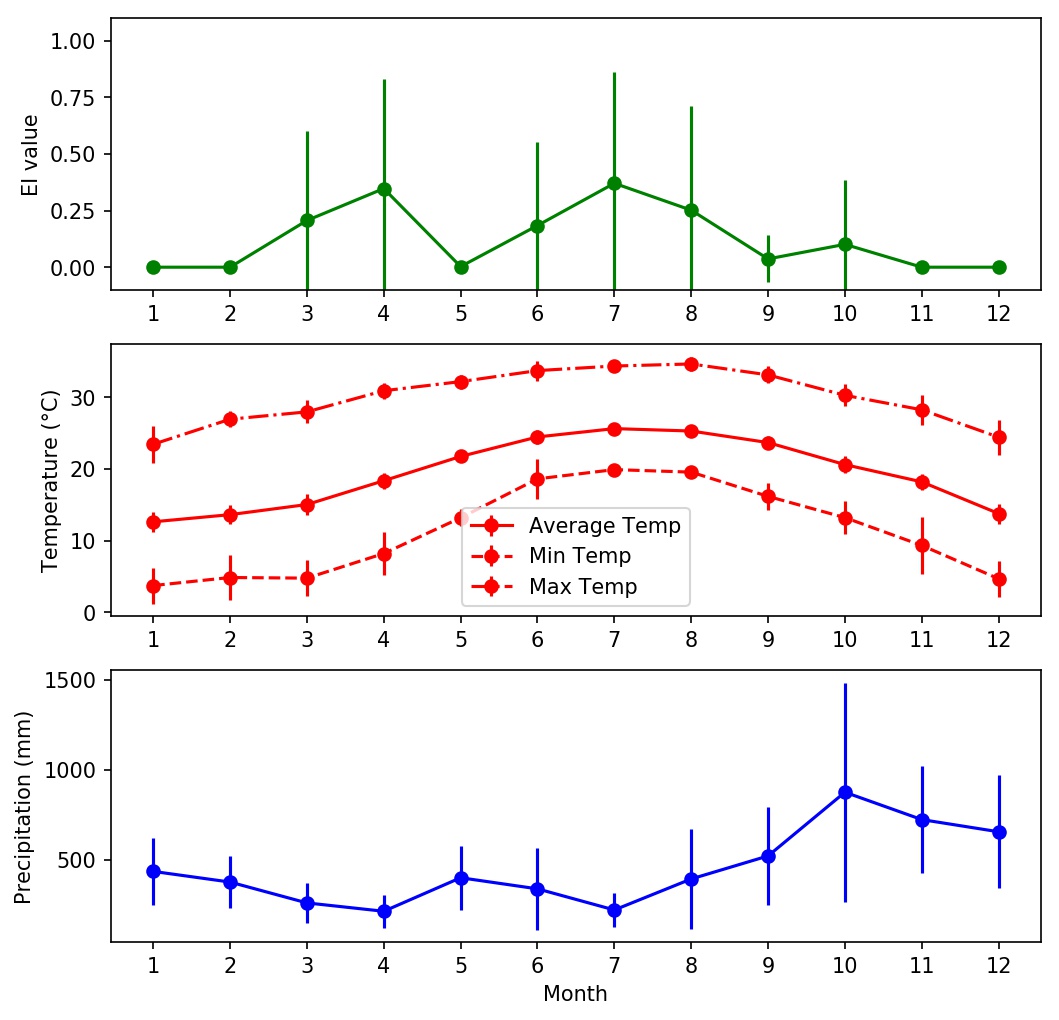 1.00
0.75
0.50
0.25
0.00
EI value
1 2 3 4 5 6 7 8 9 10 11 12
30
20
10
0
Temperature (°C)
Average Temp
Min Temp
Max Temp
1 2 3 4 5 6 7 8 9 10 11 12
1500
1000
500
Precipitation (mm)
1 2 3 4 5 6 7 8 9 10 11 12
Month